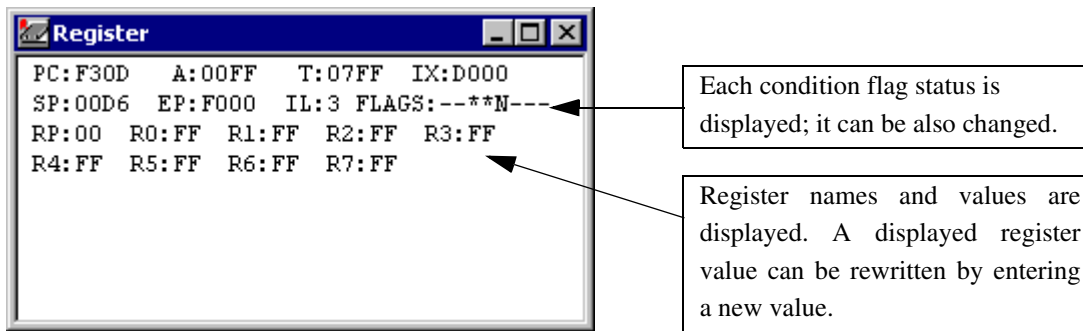 Register
PC:F30D A:00FF T:07FF IX:D000
SP:00D6 EP:F000 IL:3 FLAGS:--**N---
RP:00 R0:FF R1:FF R2:FF R3:FF
R4:FF R5:FF R6:FF R7:FF
Each condition flag status is
displayed; it can be also changed.
Register names and values are
displayed. A displayed register
value can be rewritten by entering
a new value.